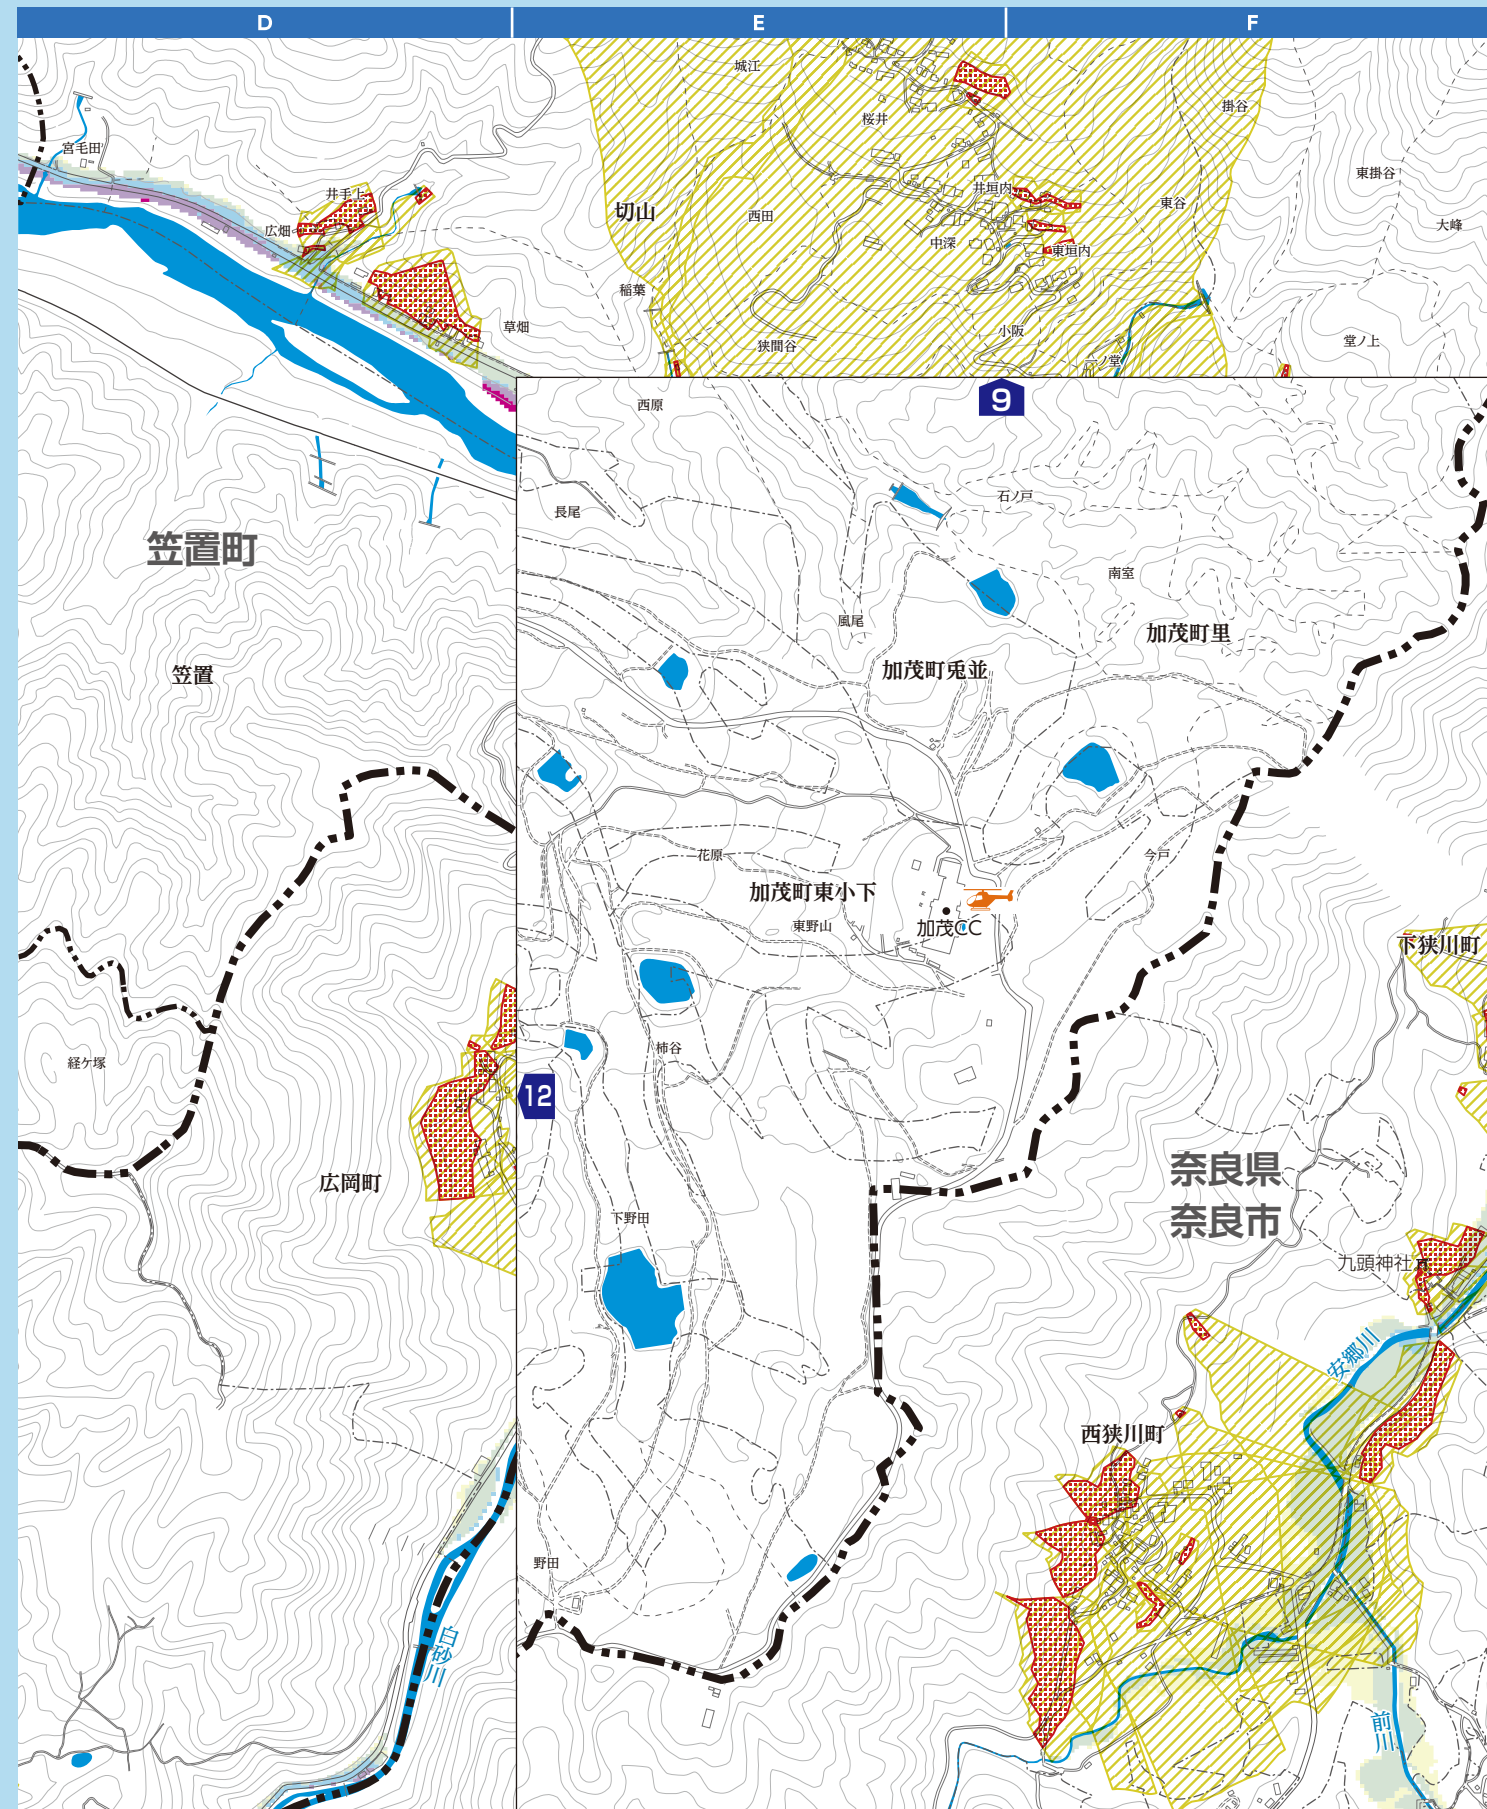 D
E
F
城江
掛谷
桜井
宮毛田
東掛谷
井手上
井垣内
東谷
切山
西田
大峰
広畑
中深
東垣内
稲葉
草畑
小阪
堂ノ上
狭間谷
一ノ堂
9
西原
石ノ戸
長尾
笠置町
南室
風尾
加茂町里
笠置
加茂町兎並
花原
今戸
加茂町東小下
東野山
加茂CC
下狭川町
柿谷
経ケ塚
12
奈良県
奈良市
広岡町
下野田
九頭神社
安郷川
西狭川町
野田
白砂川
前川